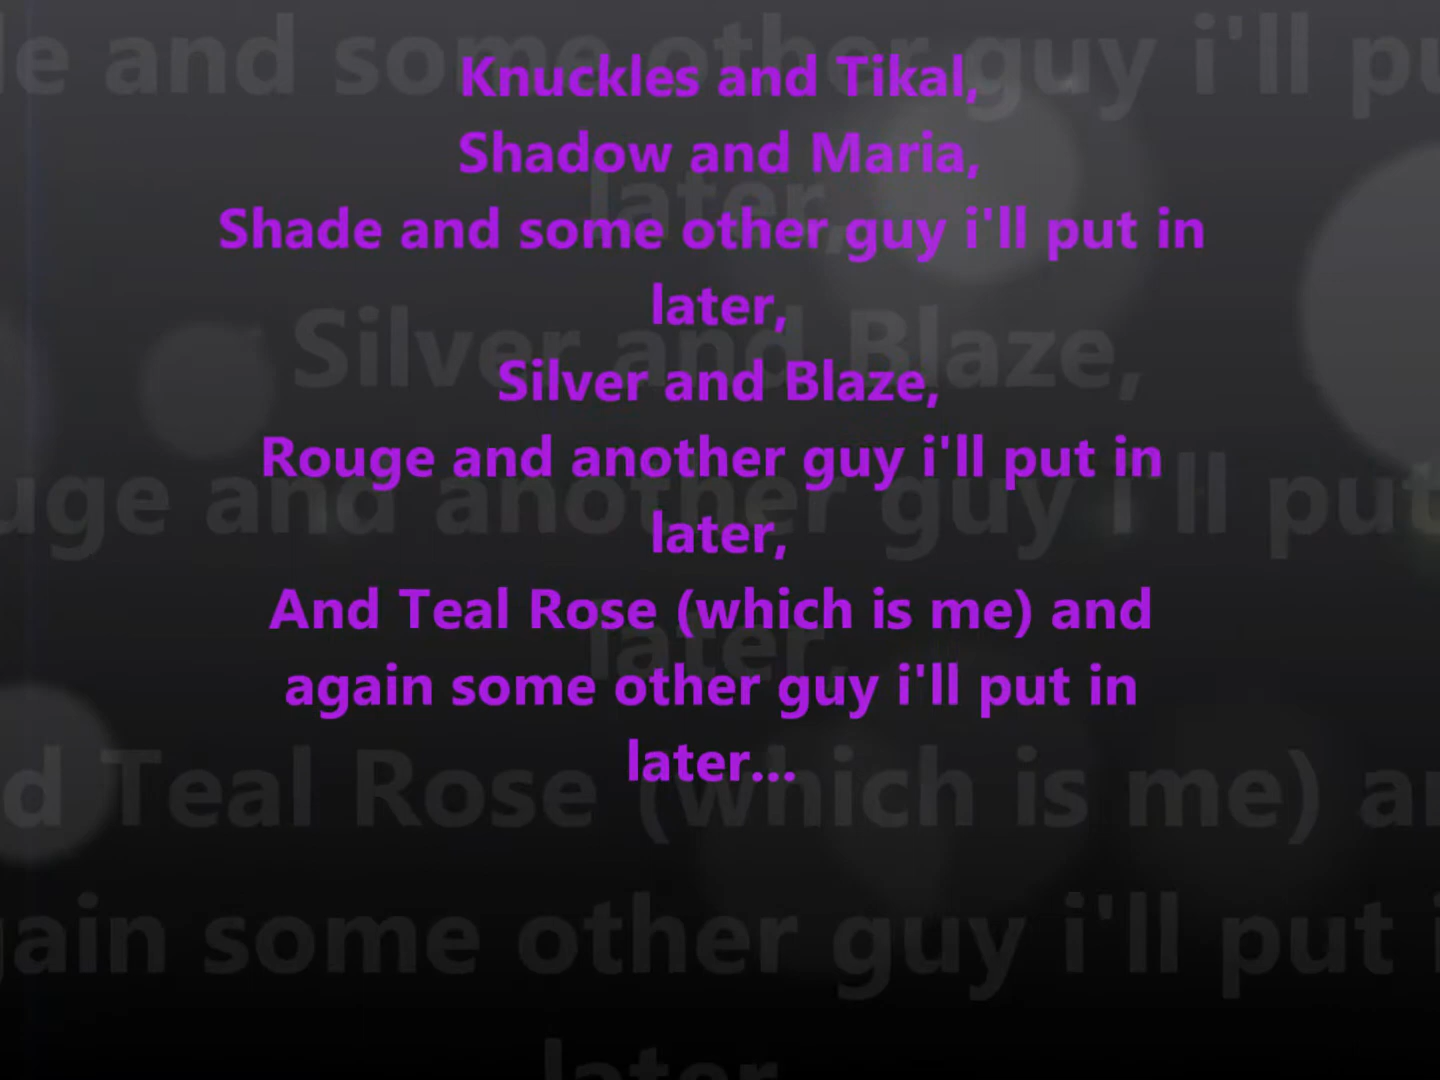 Knuckles and Tikal,
Shadow and Maria,
Shade and some other guy i'll put in
later,
Silver and Blaze,
Rouge and another guy i'll put in
later,
And Teal Rose (which is me) and
again some other guy i'll put in
later...